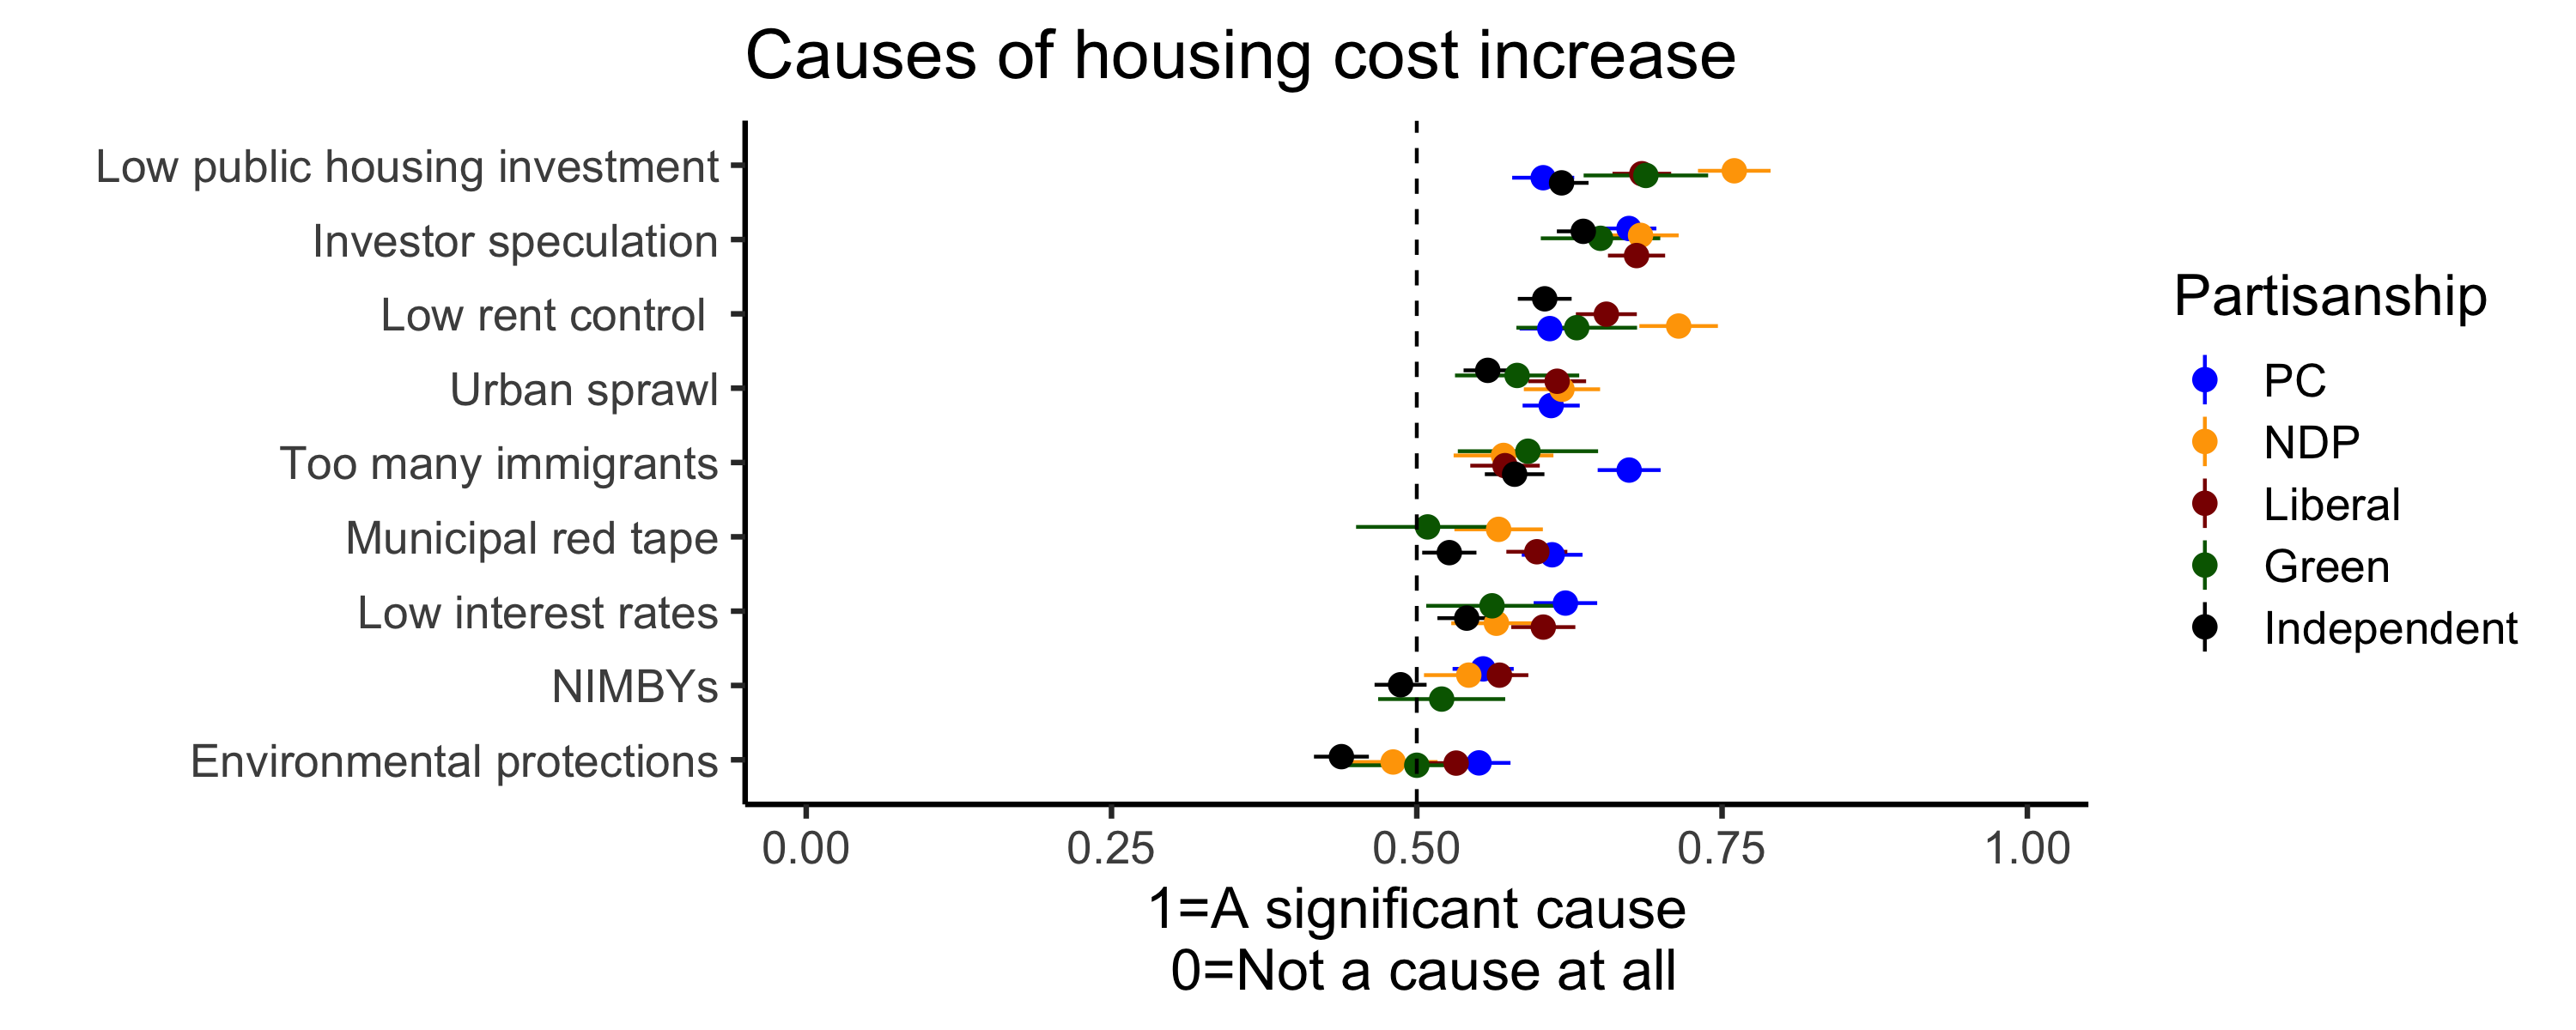 Causes of housing cost increase
Low public housing investment
Investor speculation
Low rent control
Urban sprawl
Too many immigrants
Municipal red tape
Low interest rates
NIMBYs
Environmental protections
0.00 0.25 0.50 0.75 1.00
1=A significant cause
0=Not a cause at all
Partisanship
PC
NDP
Liberal
Green
Independent